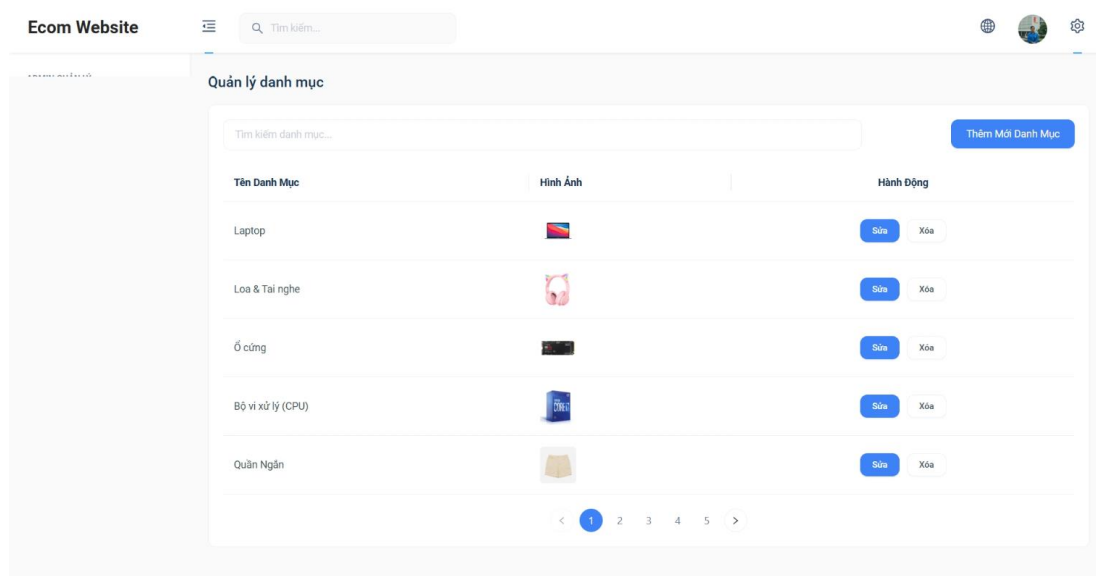 Ecom Website
Tìm kiếm...
Quản lý danh mục
Tìm kiếm danh mục...
Thêm Mới Danh Mục
Tên Danh Mục Hình Ảnh Hành Động
Laptop Sửa Xóa
Loa & Tai nghe Sửa Xóa
Ổ cứng Sửa Xóa
Bộ vi xử lý (CPU) Sửa Xóa
Quần Ngắn Sửa Xóa
< 1 2 3 4 5 >